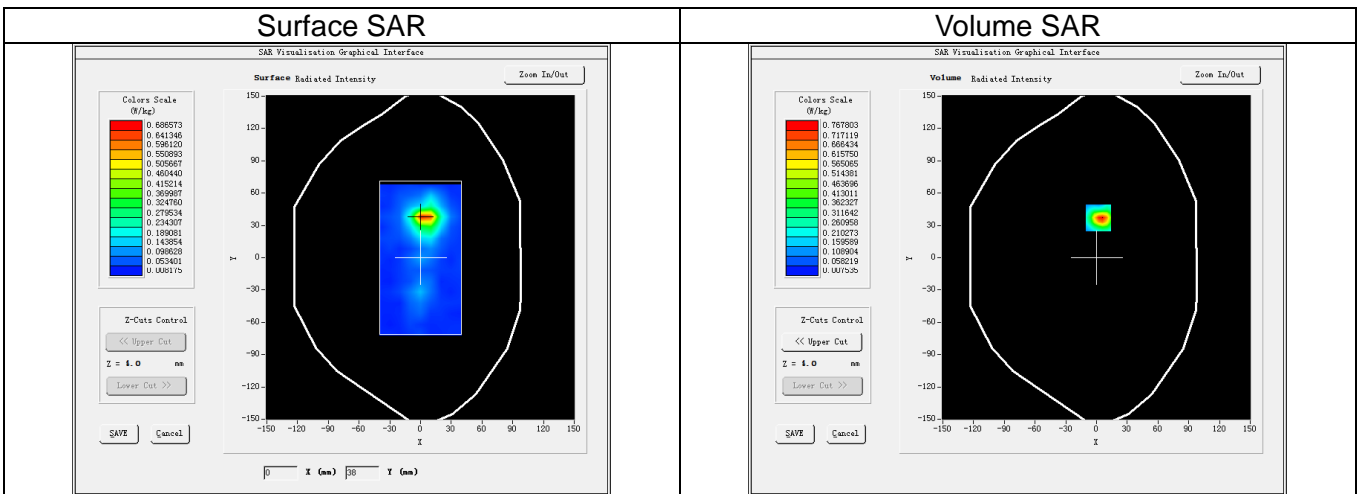 Surface SAR
SAR Visualisation Graphical Interface
Surface Radiated Intensity
Zoom In/Out
Colors Scale
(W/kg)
0.686573
0.641346
0.596120
0.550893
0.505667
0.460440
0.415214
0.369987
0.324760
0.279534
0.234307
0.189081
0.143854
0.098628
0.053401
0.008175
Z-Cuts Control
<< Upper Cut
Z = 4.0 mm
Lower Cut >>
SAVE Cancel
150
120
90
60
30
0
-30
-60
-90
-120
-150
Y
-150 -120 -90 -60 -30 0 30 60 90 120 150
X
0 X (mm) 38 Y (mm)
Volume SAR
SAR Visualisation Graphical Interface
Volume Radiated Intensity
Zoom In/Out
Colors Scale
(W/kg)
0.767803
0.717119
0.666434
0.615750
0.565065
0.514381
0.463696
0.413011
0.362327
0.311642
0.260958
0.210273
0.159589
0.108904
0.058219
0.007535
Z-Cuts Control
<< Upper Cut
Z = 4.0 mm
Lower Cut >>
SAVE Cancel
150
120
90
60
30
0
-30
-60
-90
-120
-150
Y
-150 -120 -90 -60 -30 0 30 60 90 120 150
X